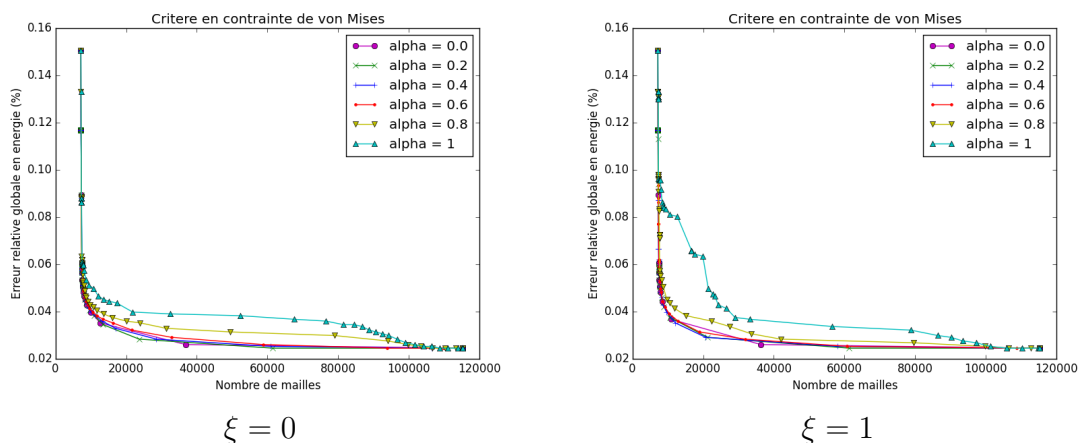 Critere en contrainte de von Mises
Erreur relative globale en energie (%)
0.16
0.14
0.12
0.10
0.08
0.06
0.04
0.02
0
20000
40000
60000
80000
100000
120000
Nombre de mailles
alpha = 0.0
alpha = 0.2
alpha = 0.4
alpha = 0.6
alpha = 0.8
alpha = 1
ξ = 0
Critere en contrainte de von Mises
Erreur relative globale en energie (%)
0.16
0.14
0.12
0.10
0.08
0.06
0.04
0.02
0
20000
40000
60000
80000
100000
120000
Nombre de mailles
alpha = 0.0
alpha = 0.2
alpha = 0.4
alpha = 0.6
alpha = 0.8
alpha = 1
ξ = 1